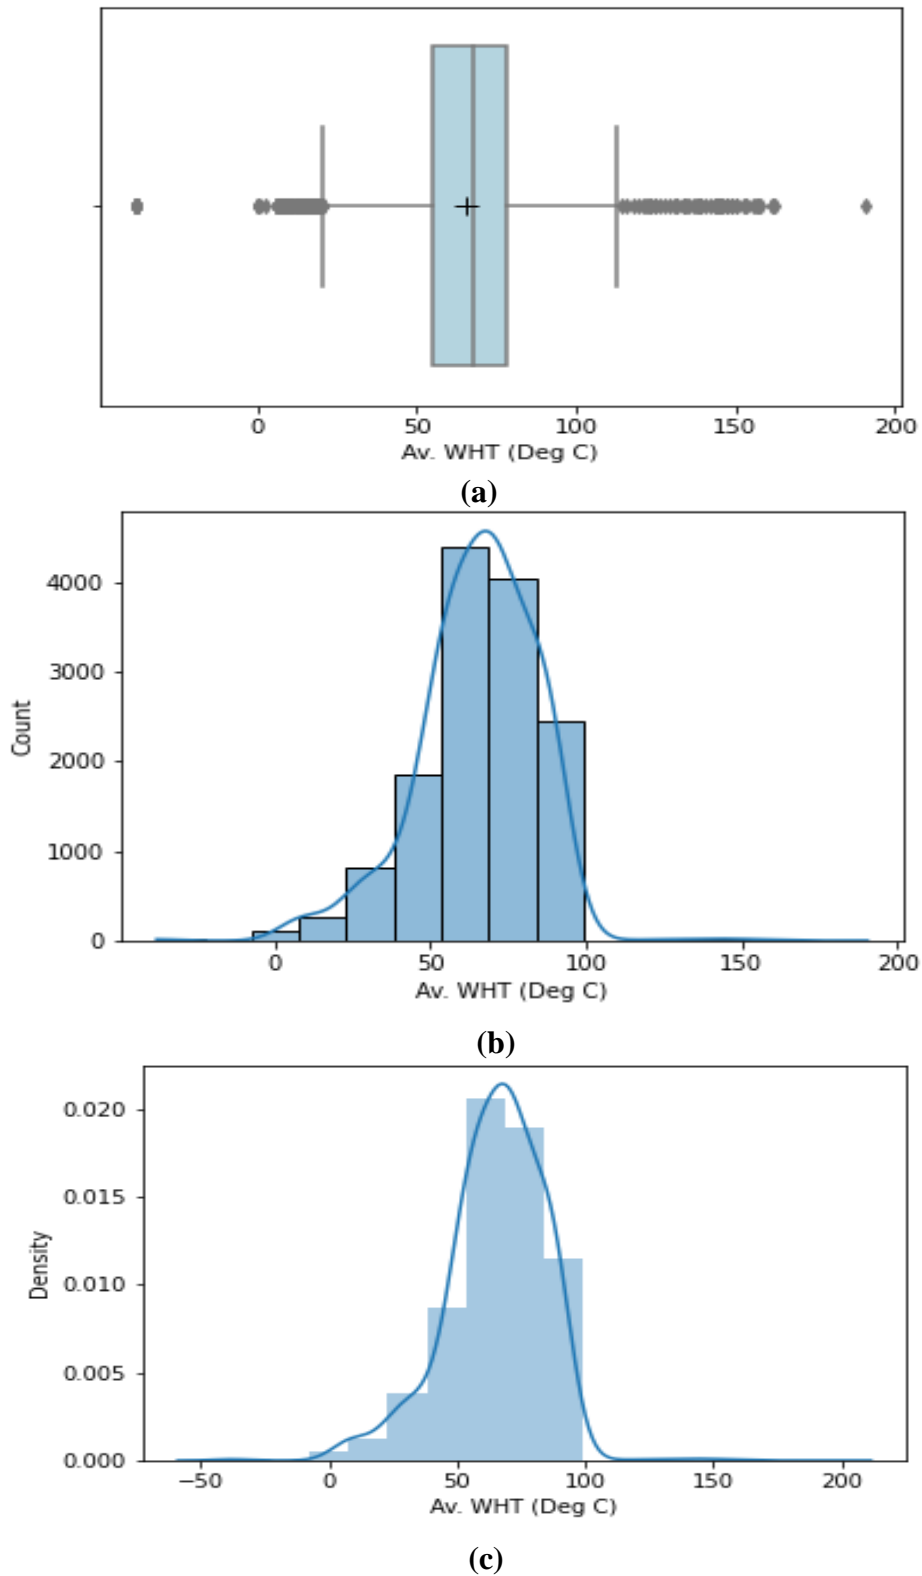 0 50 100 150 200
Av. WHT (Deg C)
(a)
4000
3000
2000
1000
0
Count
0 50 100 150 200
Av. WHT (Deg C)
(b)
0.020
0.015
0.010
0.005
0.000
Density
−50 0 50 100 150 200
Av. WHT (Deg C)
(c)